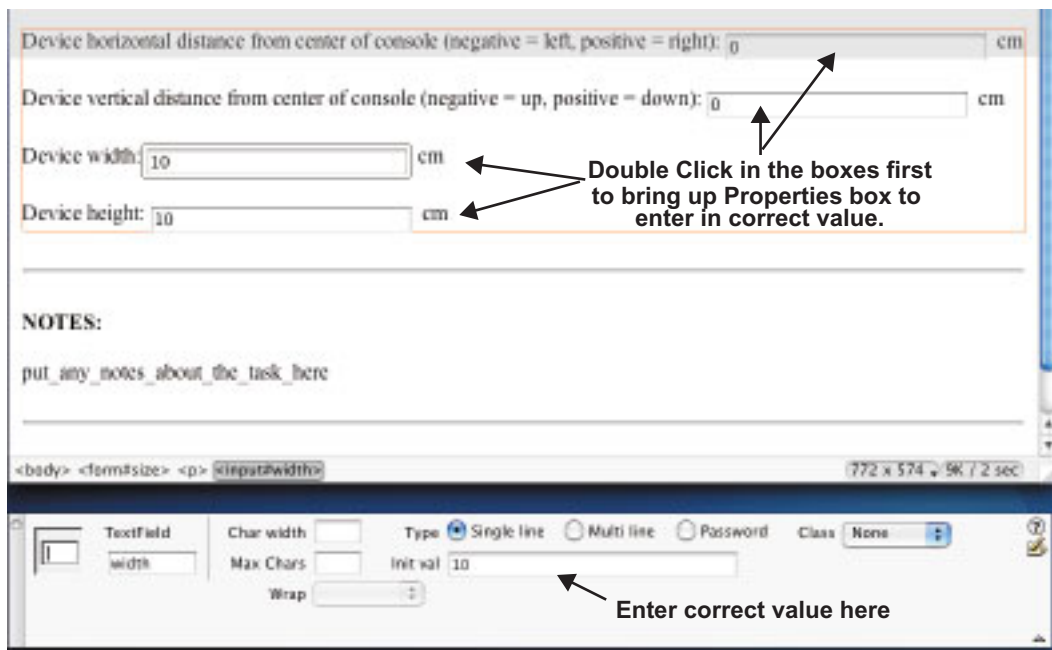 Device horizontal distance from center of console (negative = left, positive = right): 0 cm
Device vertical distance from center of console (negative = up, positive = down): 0 cm
Device width: 10 cm
Double Click in the boxes first
to bring up Properties box to
enter in correct value.
Device height: 10 cm
NOTES:
put_any_notes_about_the_task_here
<body> <form#size> <p> <input#width> 772 x 574 9K / 2 sec
TextField Char width Type Single line Multi line Password Class None
width Max Chars Init val 10
Wrap
Enter correct value here